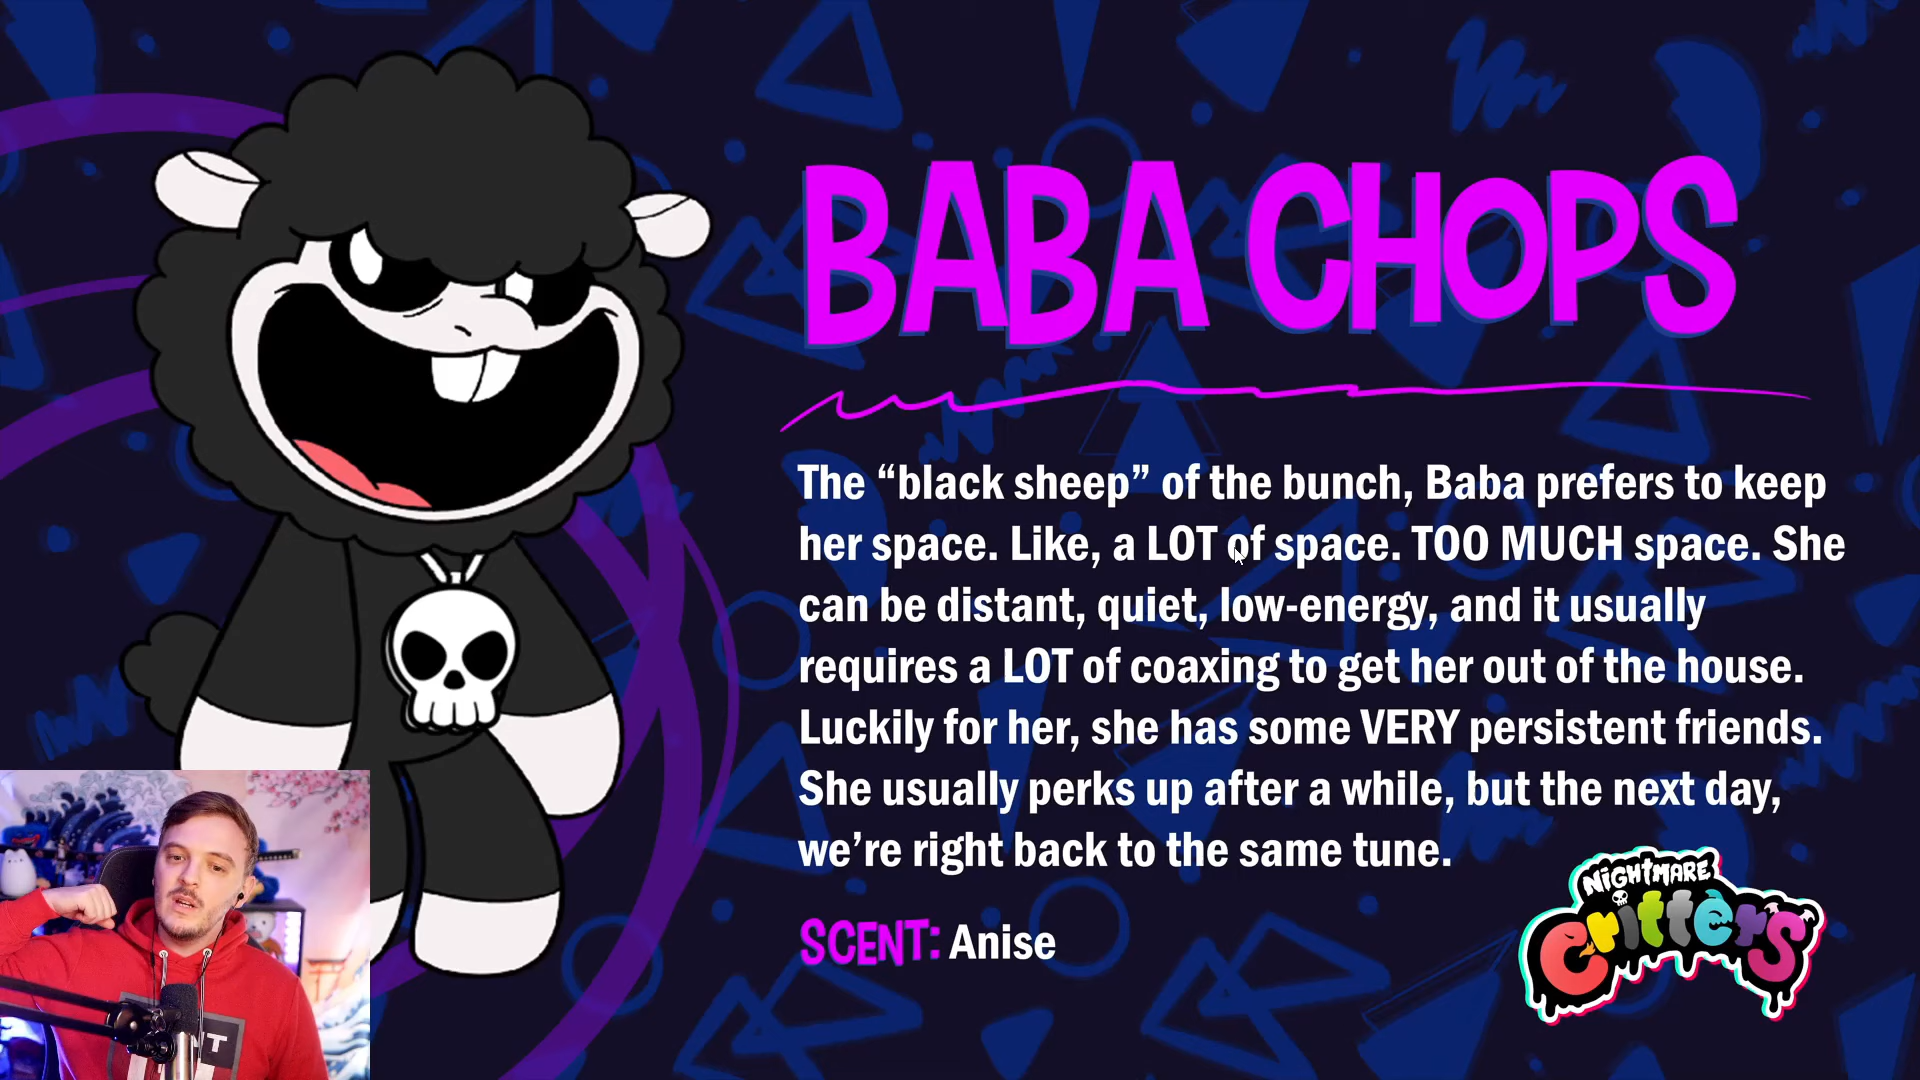 BABA CHOPS
The “black sheep” of the bunch, Baba prefers to keep
her space. Like, a LOT of space. TOO MUCH space. She
can be distant, quiet, low-energy, and it usually
requires a LOT of coaxing to get her out of the house.
Luckily for her, she has some VERY persistent friends.
She usually perks up after a while, but the next day,
we’re right back to the same tune.
SCENT: Anise
NiGHtMARE
Critters